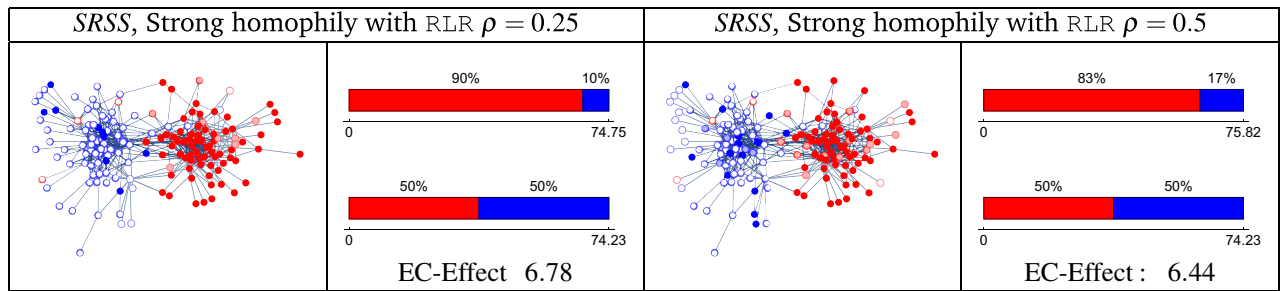 SRSS, Strong homophily with RLR ρ = 0.25
SRSS, Strong homophily with RLR ρ = 0.5
90% 10%
0 74.75
50% 50%
0 74.23
EC-Effect 6.78
83% 17%
0 75.82
50% 50%
0 74.23
EC-Effect : 6.44